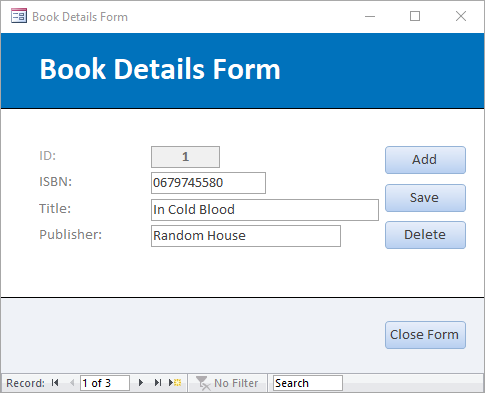 Book Details Form
Book Details Form
ID: 1
Add
ISBN: 0679745580
Save
Title: In Cold Blood
Publisher: Random House
Delete
Close Form
Record: 1 of 3 No Filter Search